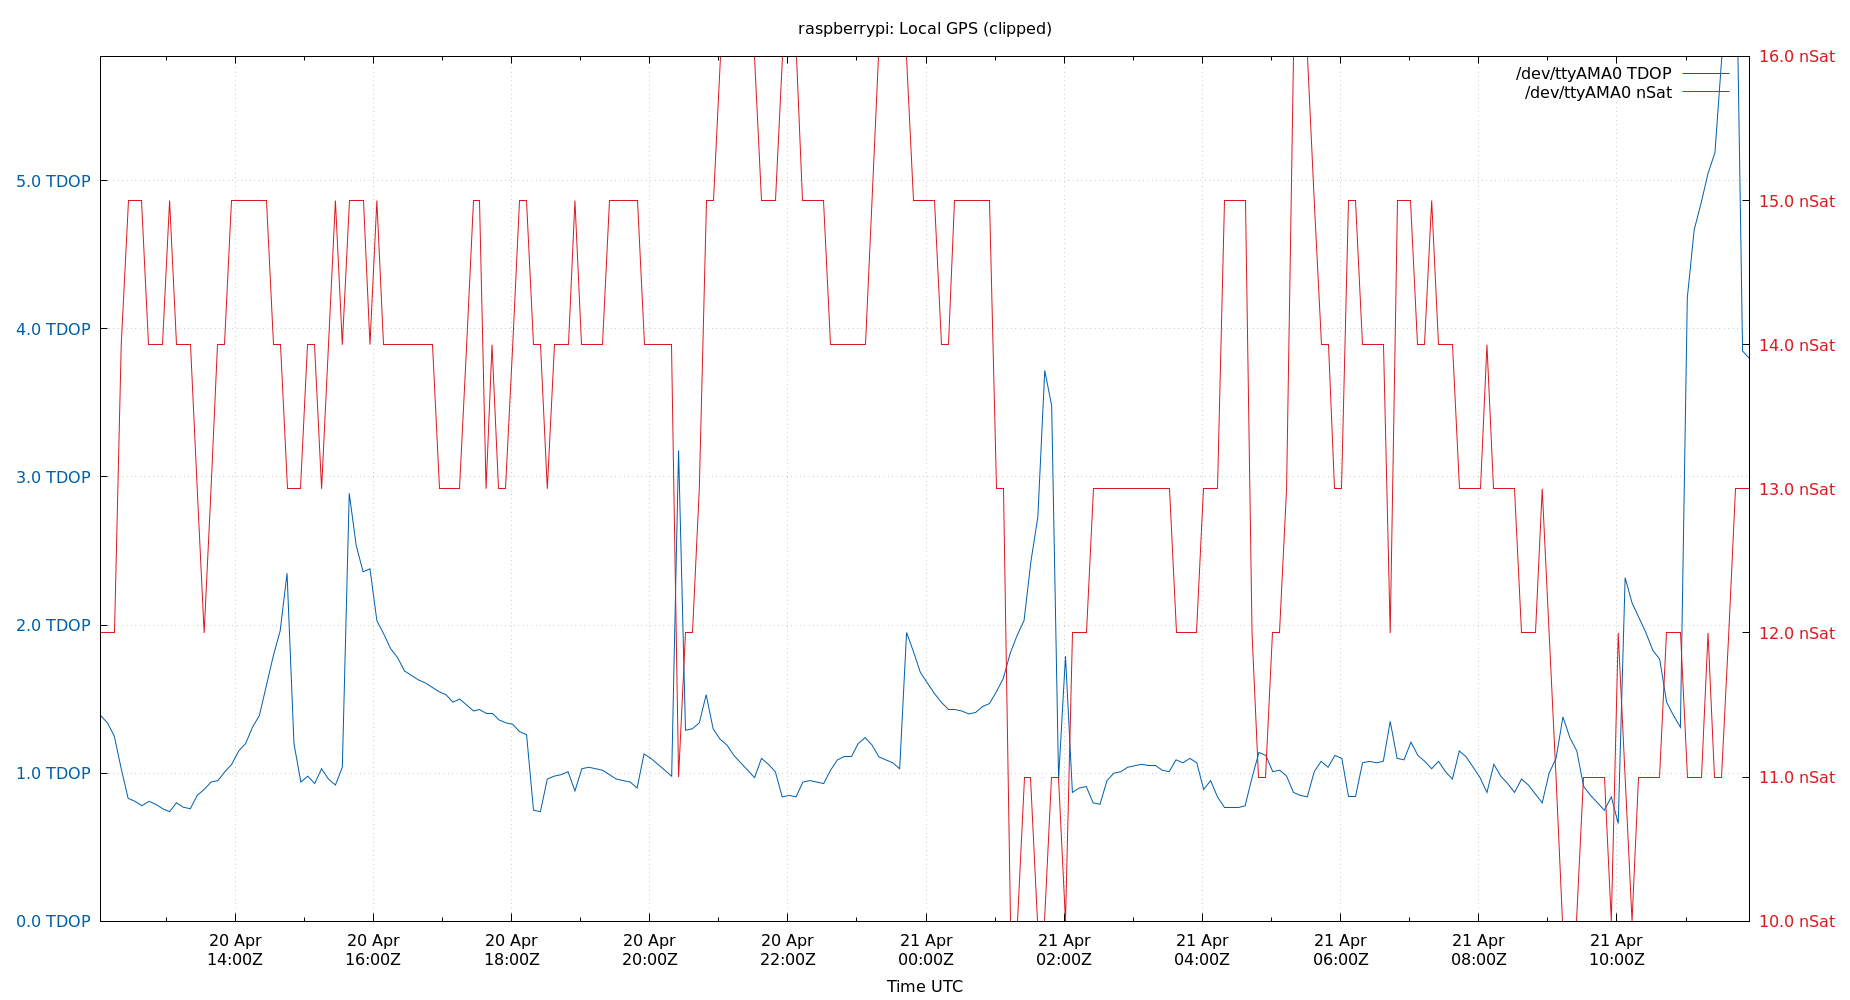 raspberrypi: Local GPS (clipped)
/dev/ttyAMA0 TDOP
/dev/ttyAMA0 nSat
5.0 TDOP
4.0 TDOP
3.0 TDOP
2.0 TDOP
1.0 TDOP
0.0 TDOP
16.0 nSat
15.0 nSat
14.0 nSat
13.0 nSat
12.0 nSat
11.0 nSat
10.0 nSat
20 Apr
14:00Z
20 Apr
16:00Z
20 Apr
18:00Z
20 Apr
20:00Z
20 Apr
22:00Z
21 Apr
00:00Z
21 Apr
02:00Z
21 Apr
04:00Z
21 Apr
06:00Z
21 Apr
08:00Z
21 Apr
10:00Z
Time UTC